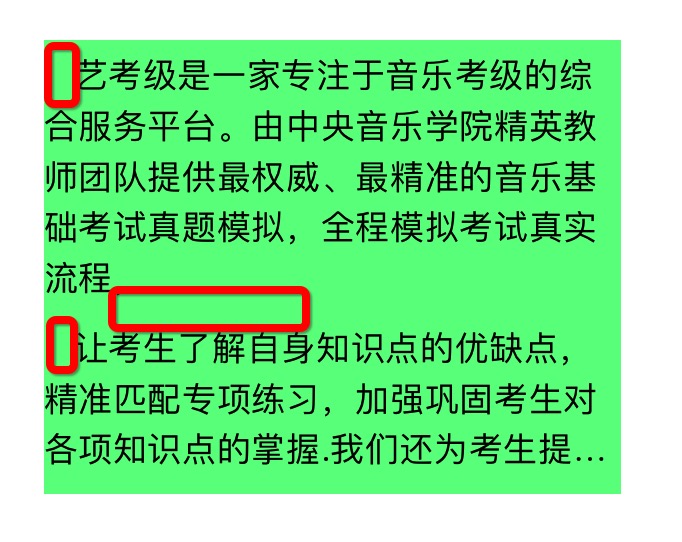 艺考级是一家专注于音乐考级的综
合服务平台。由中央音乐学院精英教
师团队提供最权威、最精准的音乐基
础考试真题模拟，全程模拟考试真实
流程
让考生了解自身知识点的优缺点，
精准匹配专项练习，加强巩固考生对
各项知识点的掌握.我们还为考生提…